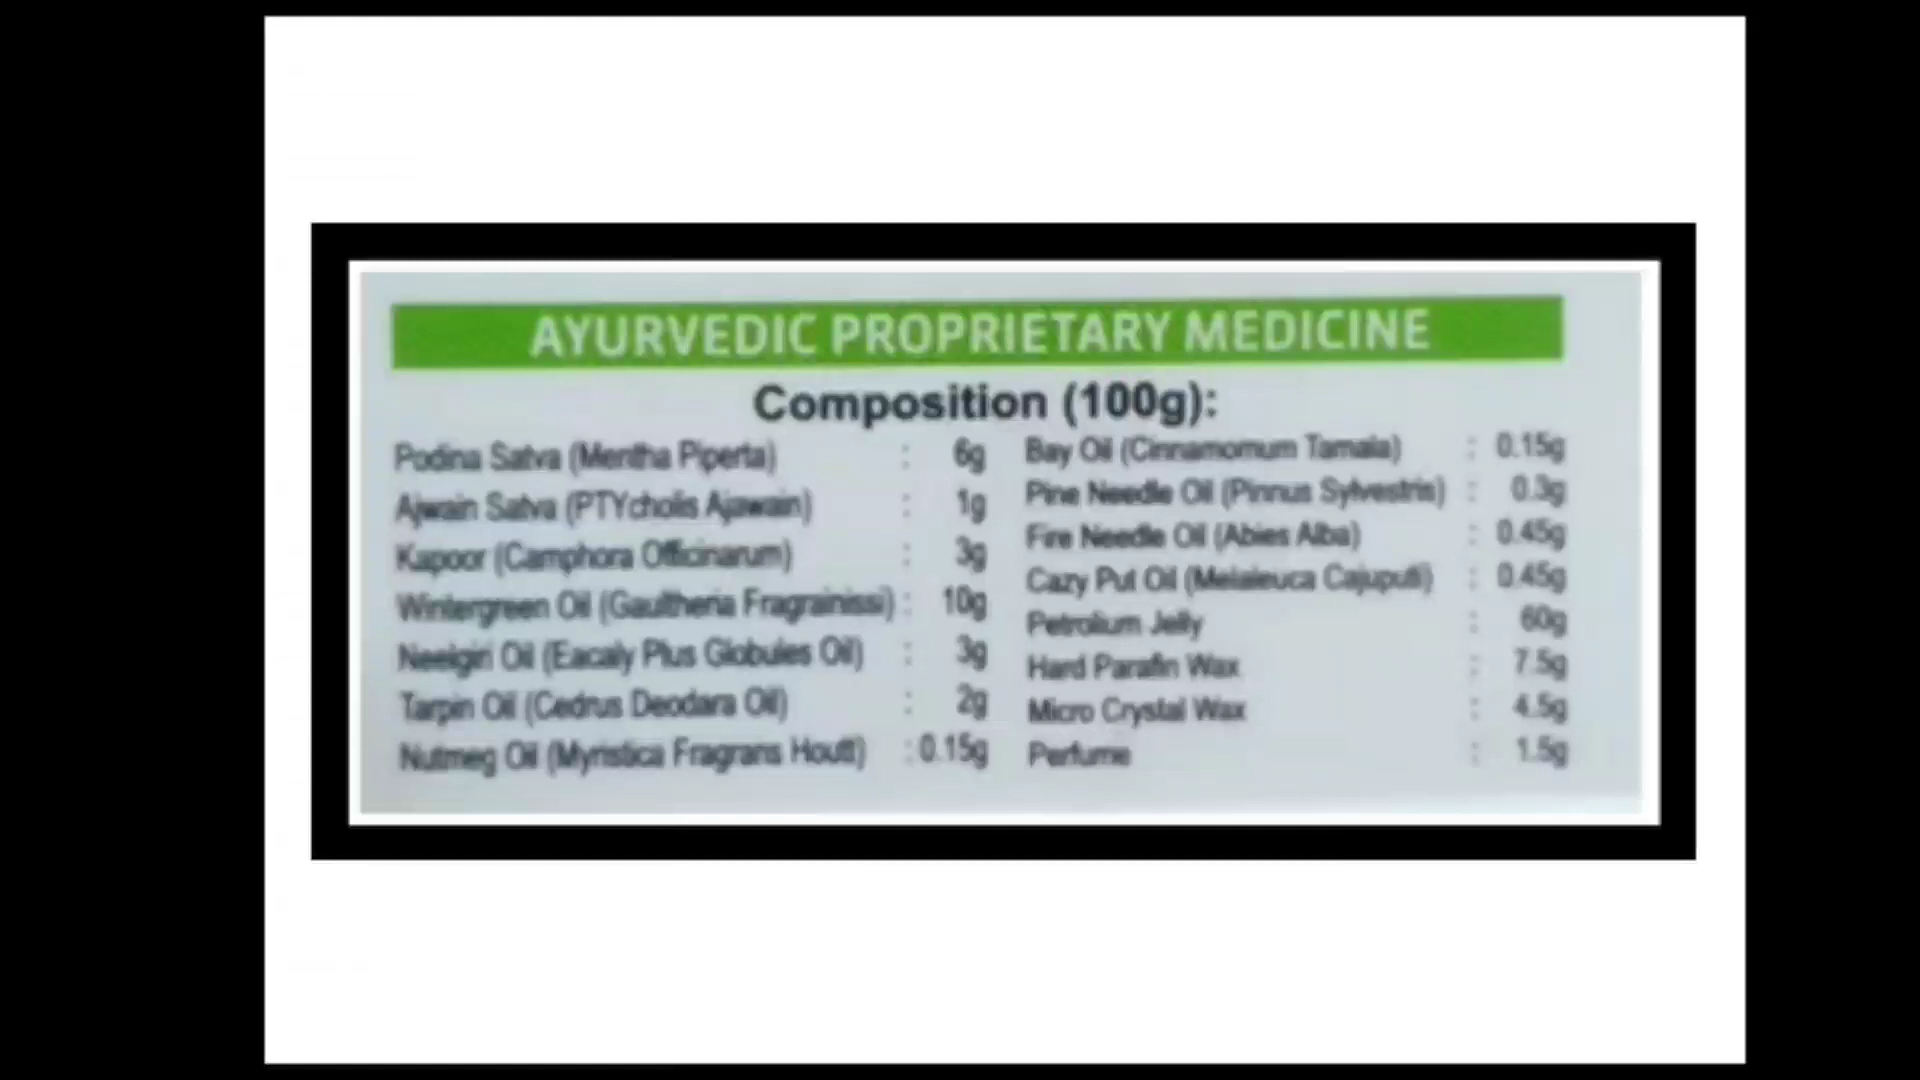 AYURVEDIC PROPRIETARY MEDICINE
Composition (100g):
Podina Satva (Mentha Piperta) : 6g
Ajwain Satva (PTYcholis Ajawain) : 1g
Kapoor (Camphora Officinarum) : 3g
Wintergreen Oil (Gaultheria Fragrainissi) : 10g
Neelgiri Oil (Eacaly Plus Globules Oil) : 3g
Tarpin Oil (Cedrus Deodara Oil) : 2g
Nutmeg Oil (Myristica Fragrans Houtt) : 0.15g
Bay Oil (Cinnamomum Tamala) : 0.15g
Pine Needle Oil (Pinnus Sylvestris) : 0.3g
Fire Needle Oil (Abies Alba) : 0.45g
Cazy Put Oil (Melaleuca Cajuputi) : 0.45g
Petrolium Jelly : 60g
Hard Parafin Wax : 7.5g
Micro Crystal Wax : 4.5g
Perfume : 1.5g